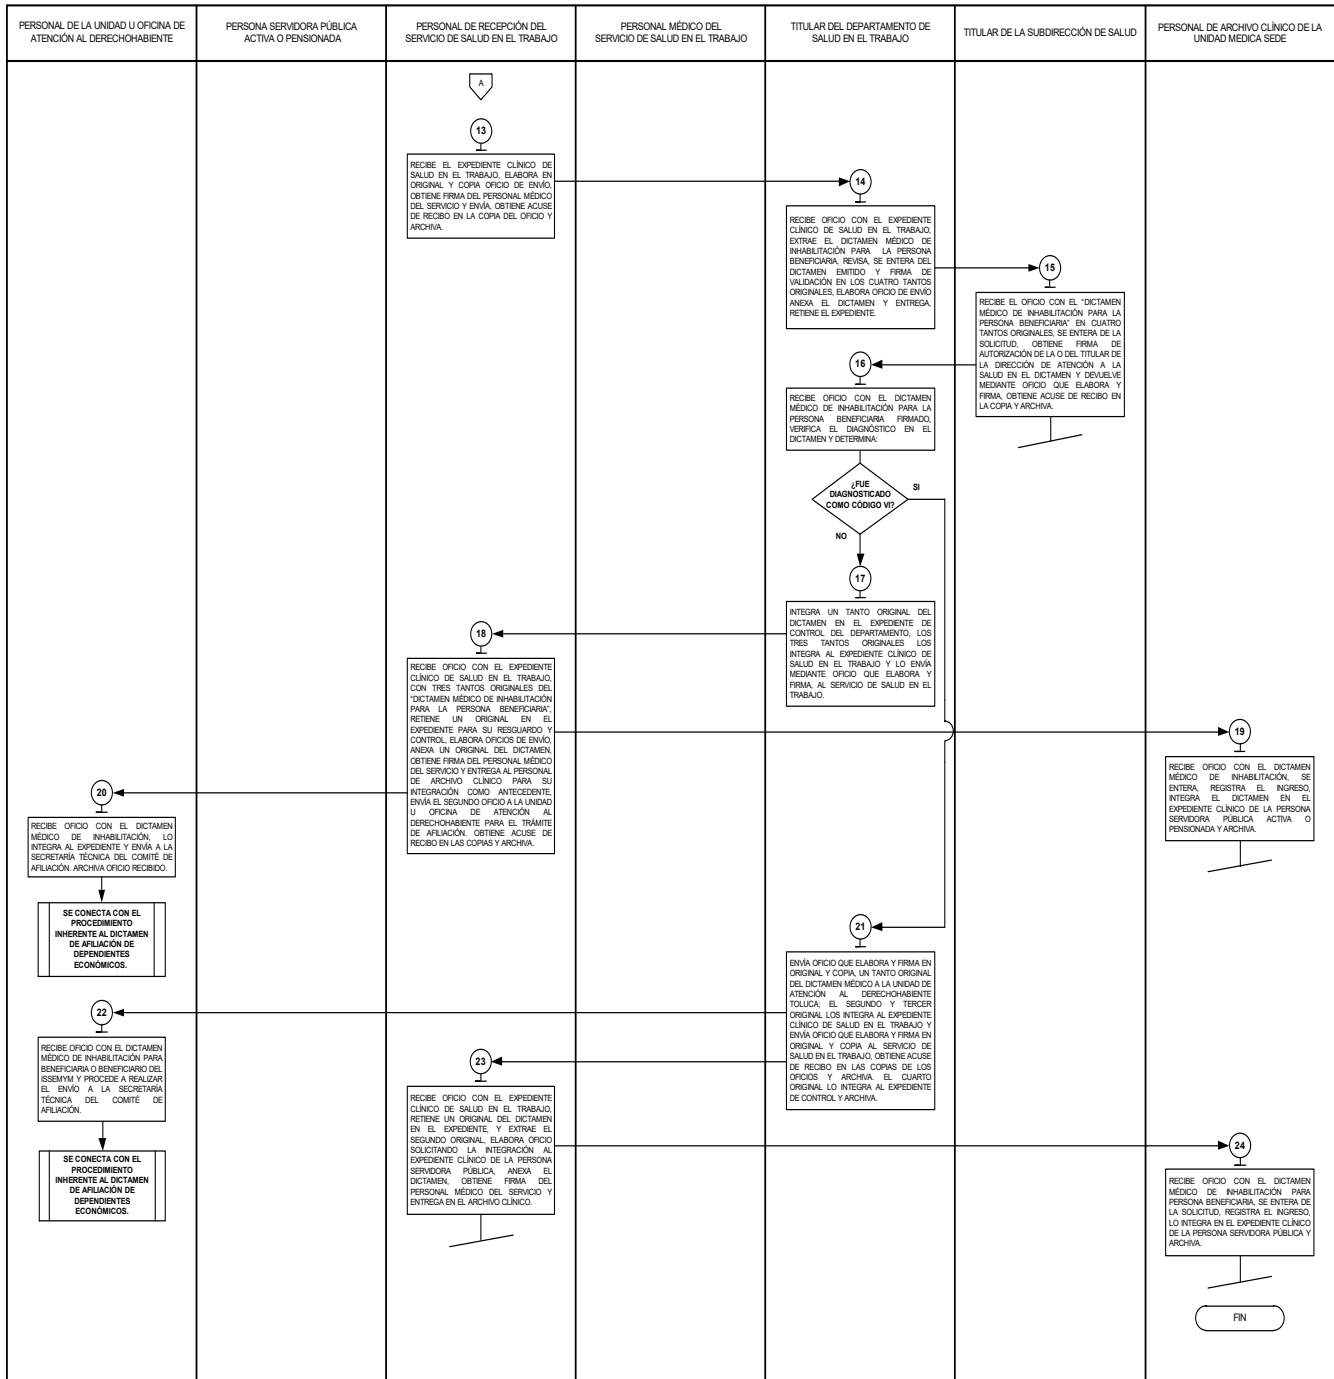 PERSONAL DE LA UNIDAD U OFICINA DE
ATENCIÓN AL DERECHOHABIENTE
PERSONA SERVIDORA PÚBLICA
ACTIVA O PENSIONADA
PERSONAL DE RECEPCIÓN DEL
SERVICIO DE SALUD EN EL TRABAJO
PERSONAL MÉDICO DEL
SERVICIO DE SALUD EN EL TRABAJO
TITULAR DEL DEPARTAMENTO DE
SALUD EN EL TRABAJO
TITULAR DE LA SUBDIRECCIÓN DE SALUD
PERSONAL DE ARCHIVO CLÍNICO DE LA
UNIDAD MEDICA SEDE
A
13
RECIBE EL EXPEDIENTE CLÍNICO DE
SALUD EN EL TRABAJO, ELABORA EN
ORIGINAL Y COPIA OFICIO DE ENVÍO,
OBTIENE FIRMA DEL PERSONAL MÉDICO
DEL SERVICIO Y ENVÍA, OBTIENE ACUSE
DE RECIBO EN LA COPIA DEL OFICIO Y
ARCHIVA.
14
RECIBE OFICIO CON EL EXPEDIENTE
CLÍNICO DE SALUD EN EL TRABAJO,
EXTRAE EL DICTAMEN MÉDICO DE
INHABILITACIÓN PARA LA PERSONA
BENEFICIARIA, REVISA, SE ENTERA DEL
DICTAMEN EMITIDO Y FIRMA DE
VALIDACIÓN EN LOS CUATRO TANTOS
ORIGINALES, ELABORA OFICIO DE ENVÍO
ANEXA EL DICTAMEN Y ENTREGA,
RETIENE EL EXPEDIENTE.
15
RECIBE EL OFICIO CON EL “DICTAMEN
MÉDICO DE INHABILITACIÓN PARA LA
PERSONA BENEFICIARIA” EN CUATRO
TANTOS ORIGINALES, SE ENTERA DE LA
SOLICITUD, OBTIENE FIRMA DE
AUTORIZACIÓN DE LA O DEL TITULAR DE
LA DIRECCIÓN DE ATENCIÓN A LA
SALUD EN EL DICTAMEN Y DEVUELVE
MEDIANTE OFICIO QUE ELABORA Y
FIRMA, OBTIENE ACUSE DE RECIBO EN
LA COPIA Y ARCHIVA.
16
RECIBE OFICIO CON EL DICTAMEN
MÉDICO DE INHABILITACIÓN PARA LA
PERSONA BENEFICIARIA FIRMADO,
VERIFICA EL DIAGNÓSTICO EN EL
DICTAMEN Y DETERMINA:
¿FUE
DIAGNOSTICADO
COMO CÓDIGO VI?
SI
NO
17
INTEGRA UN TANTO ORIGINAL DEL
DICTAMEN EN EL EXPEDIENTE DE
CONTROL DEL DEPARTAMENTO, LOS
TRES TANTOS ORIGINALES LOS
INTEGRA AL EXPEDIENTE CLÍNICO DE
SALUD EN EL TRABAJO Y LO ENVÍA
MEDIANTE OFICIO QUE ELABORA Y
FIRMA, AL SERVICIO DE SALUD EN EL
TRABAJO.
18
RECIBE OFICIO CON EL EXPEDIENTE
CLÍNICO DE SALUD EN EL TRABAJO,
CON TRES TANTOS ORIGINALES DEL
“DICTAMEN MÉDICO DE INHABILITACIÓN
PARA LA PERSONA BENEFICIARIA”,
RETIENE UN ORIGINAL EN EL
EXPEDIENTE PARA SU RESGUARDO Y
CONTROL, ELABORA OFICIOS DE ENVÍO,
ANEXA UN ORIGINAL DEL DICTAMEN,
OBTIENE FIRMA DEL PERSONAL MÉDICO
DEL SERVICIO Y ENTREGA AL PERSONAL
DE ARCHIVO CLÍNICO PARA SU
INTEGRACIÓN COMO ANTECEDENTE,
ENVÍA EL SEGUNDO OFICIO A LA UNIDAD
U OFICINA DE ATENCIÓN AL
DERECHOHABIENTE PARA EL TRÁMITE
DE AFILIACIÓN. OBTIENE ACUSE DE
RECIBO EN LAS COPIAS Y ARCHIVA.
19
RECIBE OFICIO CON EL DICTAMEN
MÉDICO DE INHABILITACIÓN, SE
ENTERA, REGISTRA EL INGRESO,
INTEGRA EL DICTAMEN EN EL
EXPEDIENTE CLÍNICO DE LA PERSONA
SERVIDORA PÚBLICA ACTIVA O
PENSIONADA Y ARCHIVA.
20
RECIBE OFICIO CON EL DICTAMEN
MÉDICO DE INHABILITACIÓN, LO
INTEGRA AL EXPEDIENTE Y ENVÍA A LA
SECRETARÍA TÉCNICA DEL COMITÉ DE
AFILIACIÓN. ARCHIVA OFICIO RECIBIDO.
SE CONECTA CON EL
PROCEDIMIENTO
INHERENTE AL DICTAMEN
DE AFILIACIÓN DE
DEPENDIENTES
ECONÓMICOS.
21
ENVÍA OFICIO QUE ELABORA Y FIRMA EN
ORIGINAL Y COPIA, UN TANTO ORIGINAL
DEL DICTAMEN MÉDICO A LA UNIDAD DE
ATENCIÓN AL DERECHOHABIENTE
TOLUCA; EL SEGUNDO Y TERCER
ORIGINAL LOS INTEGRA AL EXPEDIENTE
CLÍNICO DE SALUD EN EL TRABAJO Y
ENVÍA OFICIO QUE ELABORA Y FIRMA EN
ORIGINAL Y COPIA AL SERVICIO DE
SALUD EN EL TRABAJO, OBTIENE ACUSE
DE RECIBO EN LAS COPIAS DE LOS
OFICIOS Y ARCHIVA. EL CUARTO
ORIGINAL LO INTEGRA AL EXPEDIENTE
DE CONTROL Y ARCHIVA.
22
RECIBE OFICIO CON EL DICTAMEN
MÉDICO DE INHABILITACIÓN PARA
BENEFICIARIA O BENEFICIARIO DEL
ISSEMYM Y PROCEDE A REALIZAR
EL ENVÍO A LA SECRETARÍA
TÉCNICA DEL COMITÉ DE
AFILIACIÓN.
SE CONECTA CON EL
PROCEDIMIENTO
INHERENTE AL DICTAMEN
DE AFILIACIÓN DE
DEPENDIENTES
ECONÓMICOS.
23
RECIBE OFICIO CON EL EXPEDIENTE
CLÍNICO DE SALUD EN EL TRABAJO,
RETIENE UN ORIGINAL DEL DICTAMEN
EN EL EXPEDIENTE, Y EXTRAE EL
SEGUNDO ORIGINAL, ELABORA OFICIO
SOLICITANDO LA INTEGRACIÓN AL
EXPEDIENTE CLÍNICO DE LA PERSONA
SERVIDORA PÚBLICA, ANEXA EL
DICTAMEN, OBTIENE FIRMA DEL
PERSONAL MÉDICO DEL SERVICIO Y
ENTREGA EN EL ARCHIVO CLÍNICO.
24
RECIBE OFICIO CON EL DICTAMEN
MÉDICO DE INHABILITACIÓN PARA
PERSONA BENEFICIARIA, SE ENTERA DE
LA SOLICITUD, REGISTRA EL INGRESO,
LO INTEGRA EN EL EXPEDIENTE CLÍNICO
DE LA PERSONA SERVIDORA PÚBLICA Y
ARCHIVA.
FIN